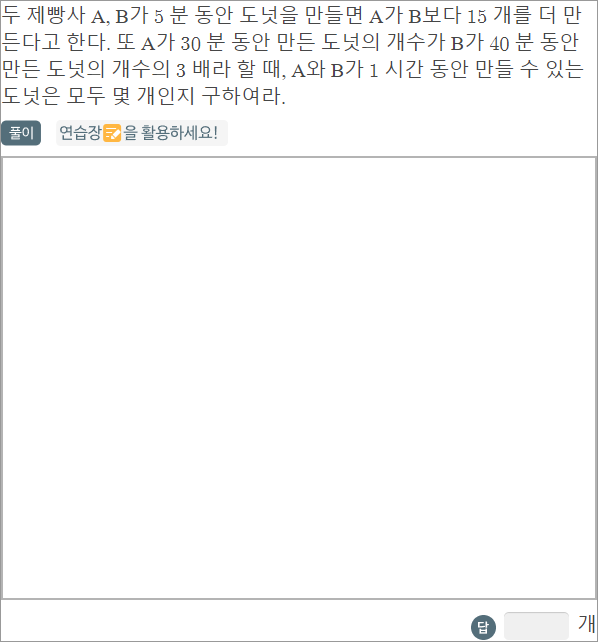 두 제빵사 A, B가 5 분 동안 도넛을 만들면 A가 B보다 15 개를 더 만
든다고 한다. 또 A가 30 분 동안 만든 도넛의 개수가 B가 40 분 동안
만든 도넛의 개수의 3 배라 할 때, A와 B가 1 시간 동안 만들 수 있는
도넛은 모두 몇 개인지 구하여라.
풀이 연습장을 활용하세요!
답 개